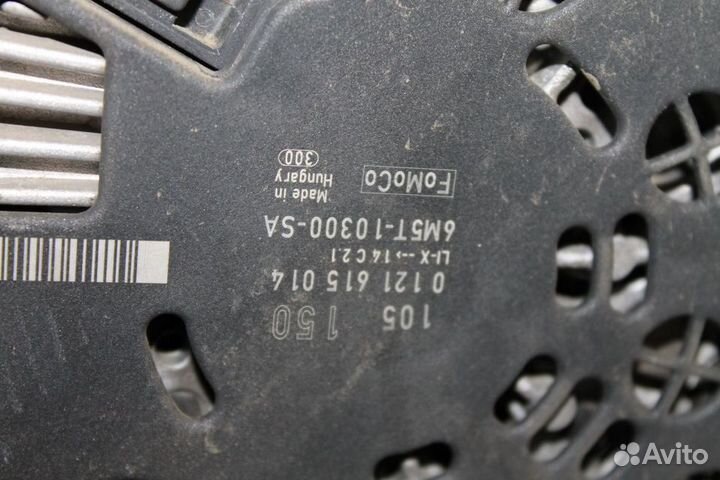 105 150
0 121 615 014
LI-X --> 14 C 2.1
6M5T-10300-SA
FoMoCo
Made in
Hungary
300
Avito